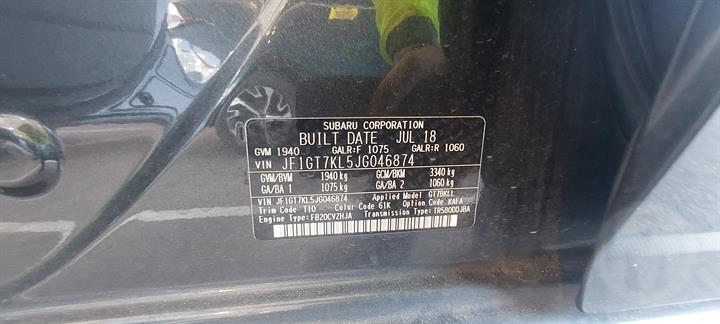 SUBARU CORPORATION
BUILT DATE JUL 18
GVM 1940 GALR:F 1075 GALR:R 1060
VIN JF1GT7KL5JG046874
GVM/BVM 1940 kg GCM/BKM 3340 kg
GA/BA 1 1075 kg GA/BA 2 1060 kg
VIN JF1GT7KL5JG046874 Applied Model GT7BKLL
Trim Code T10 Color Code 61K Option Code KAFA
Engine Type: FB20CVZHJA Transmission Type: TR580DDJBA